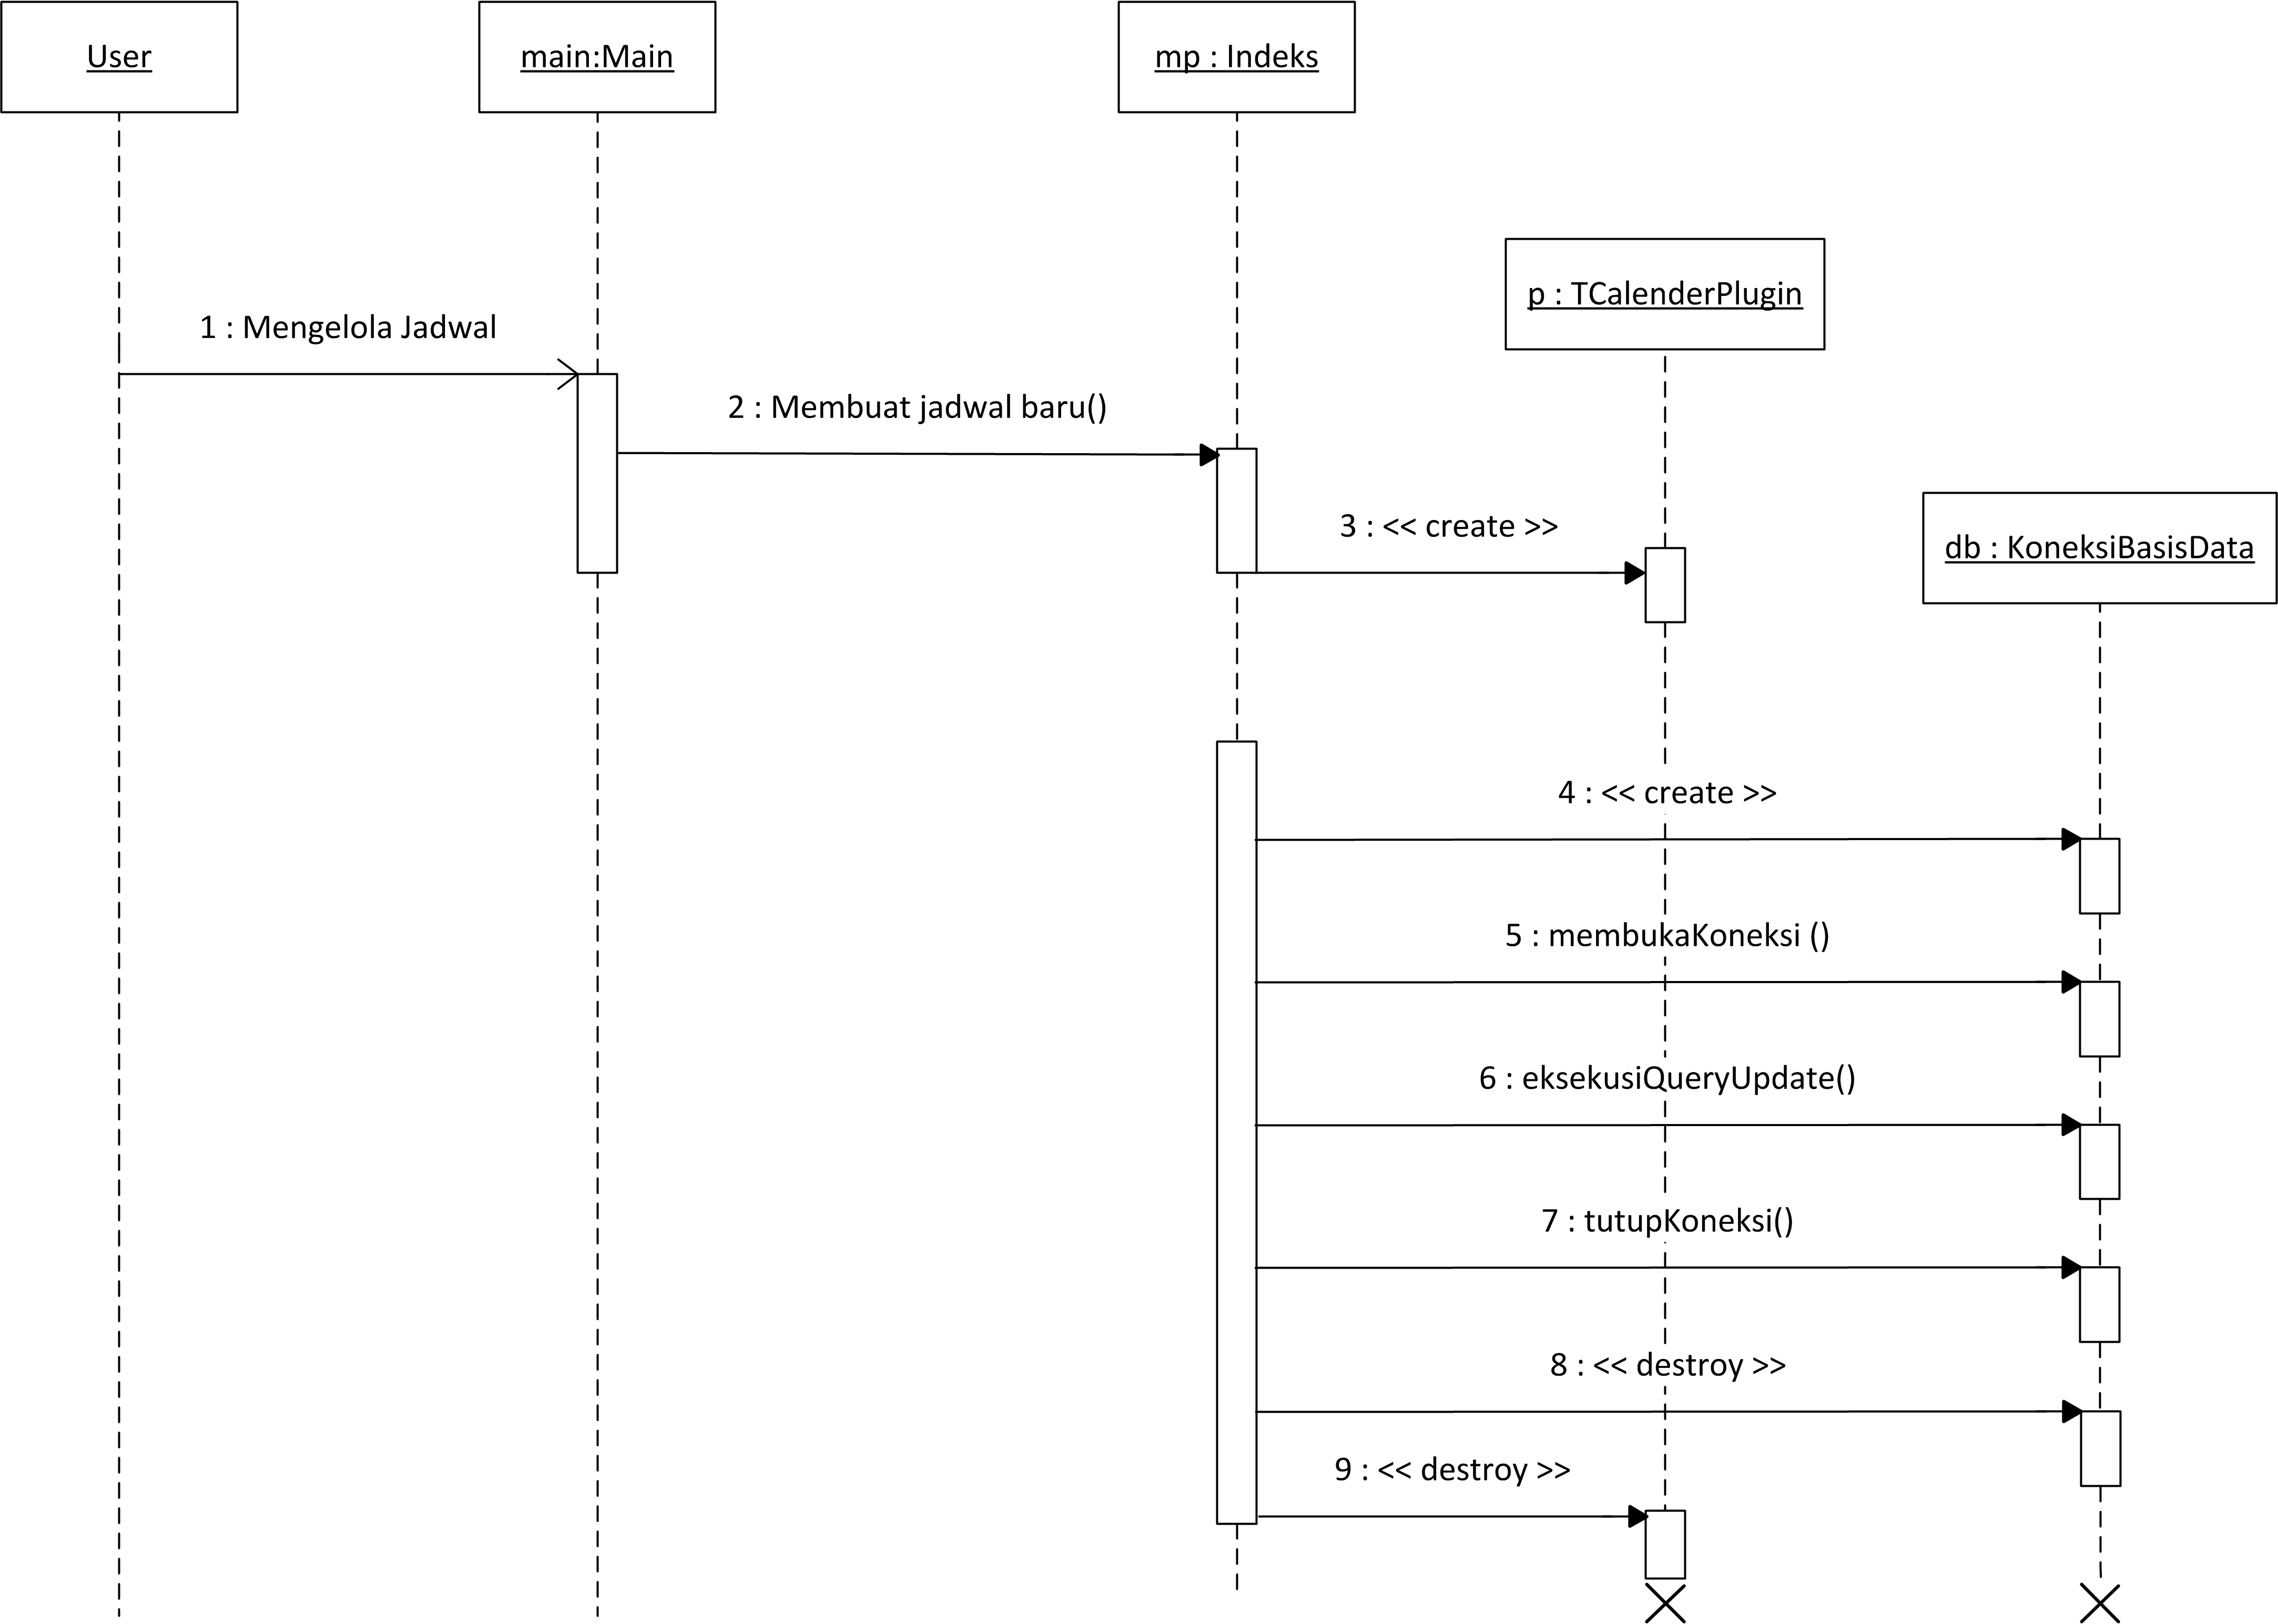 User
main:Main
mp : Indeks
p : TCalenderPlugin
1 : Mengelola Jadwal
2 : Membuat jadwal baru()
3 : << create >>
db : KoneksiBasisData
4 : << create >>
5 : membukaKoneksi ()
6 : eksekusiQueryUpdate()
7 : tutupKoneksi()
8 : << destroy >>
9 : << destroy >>